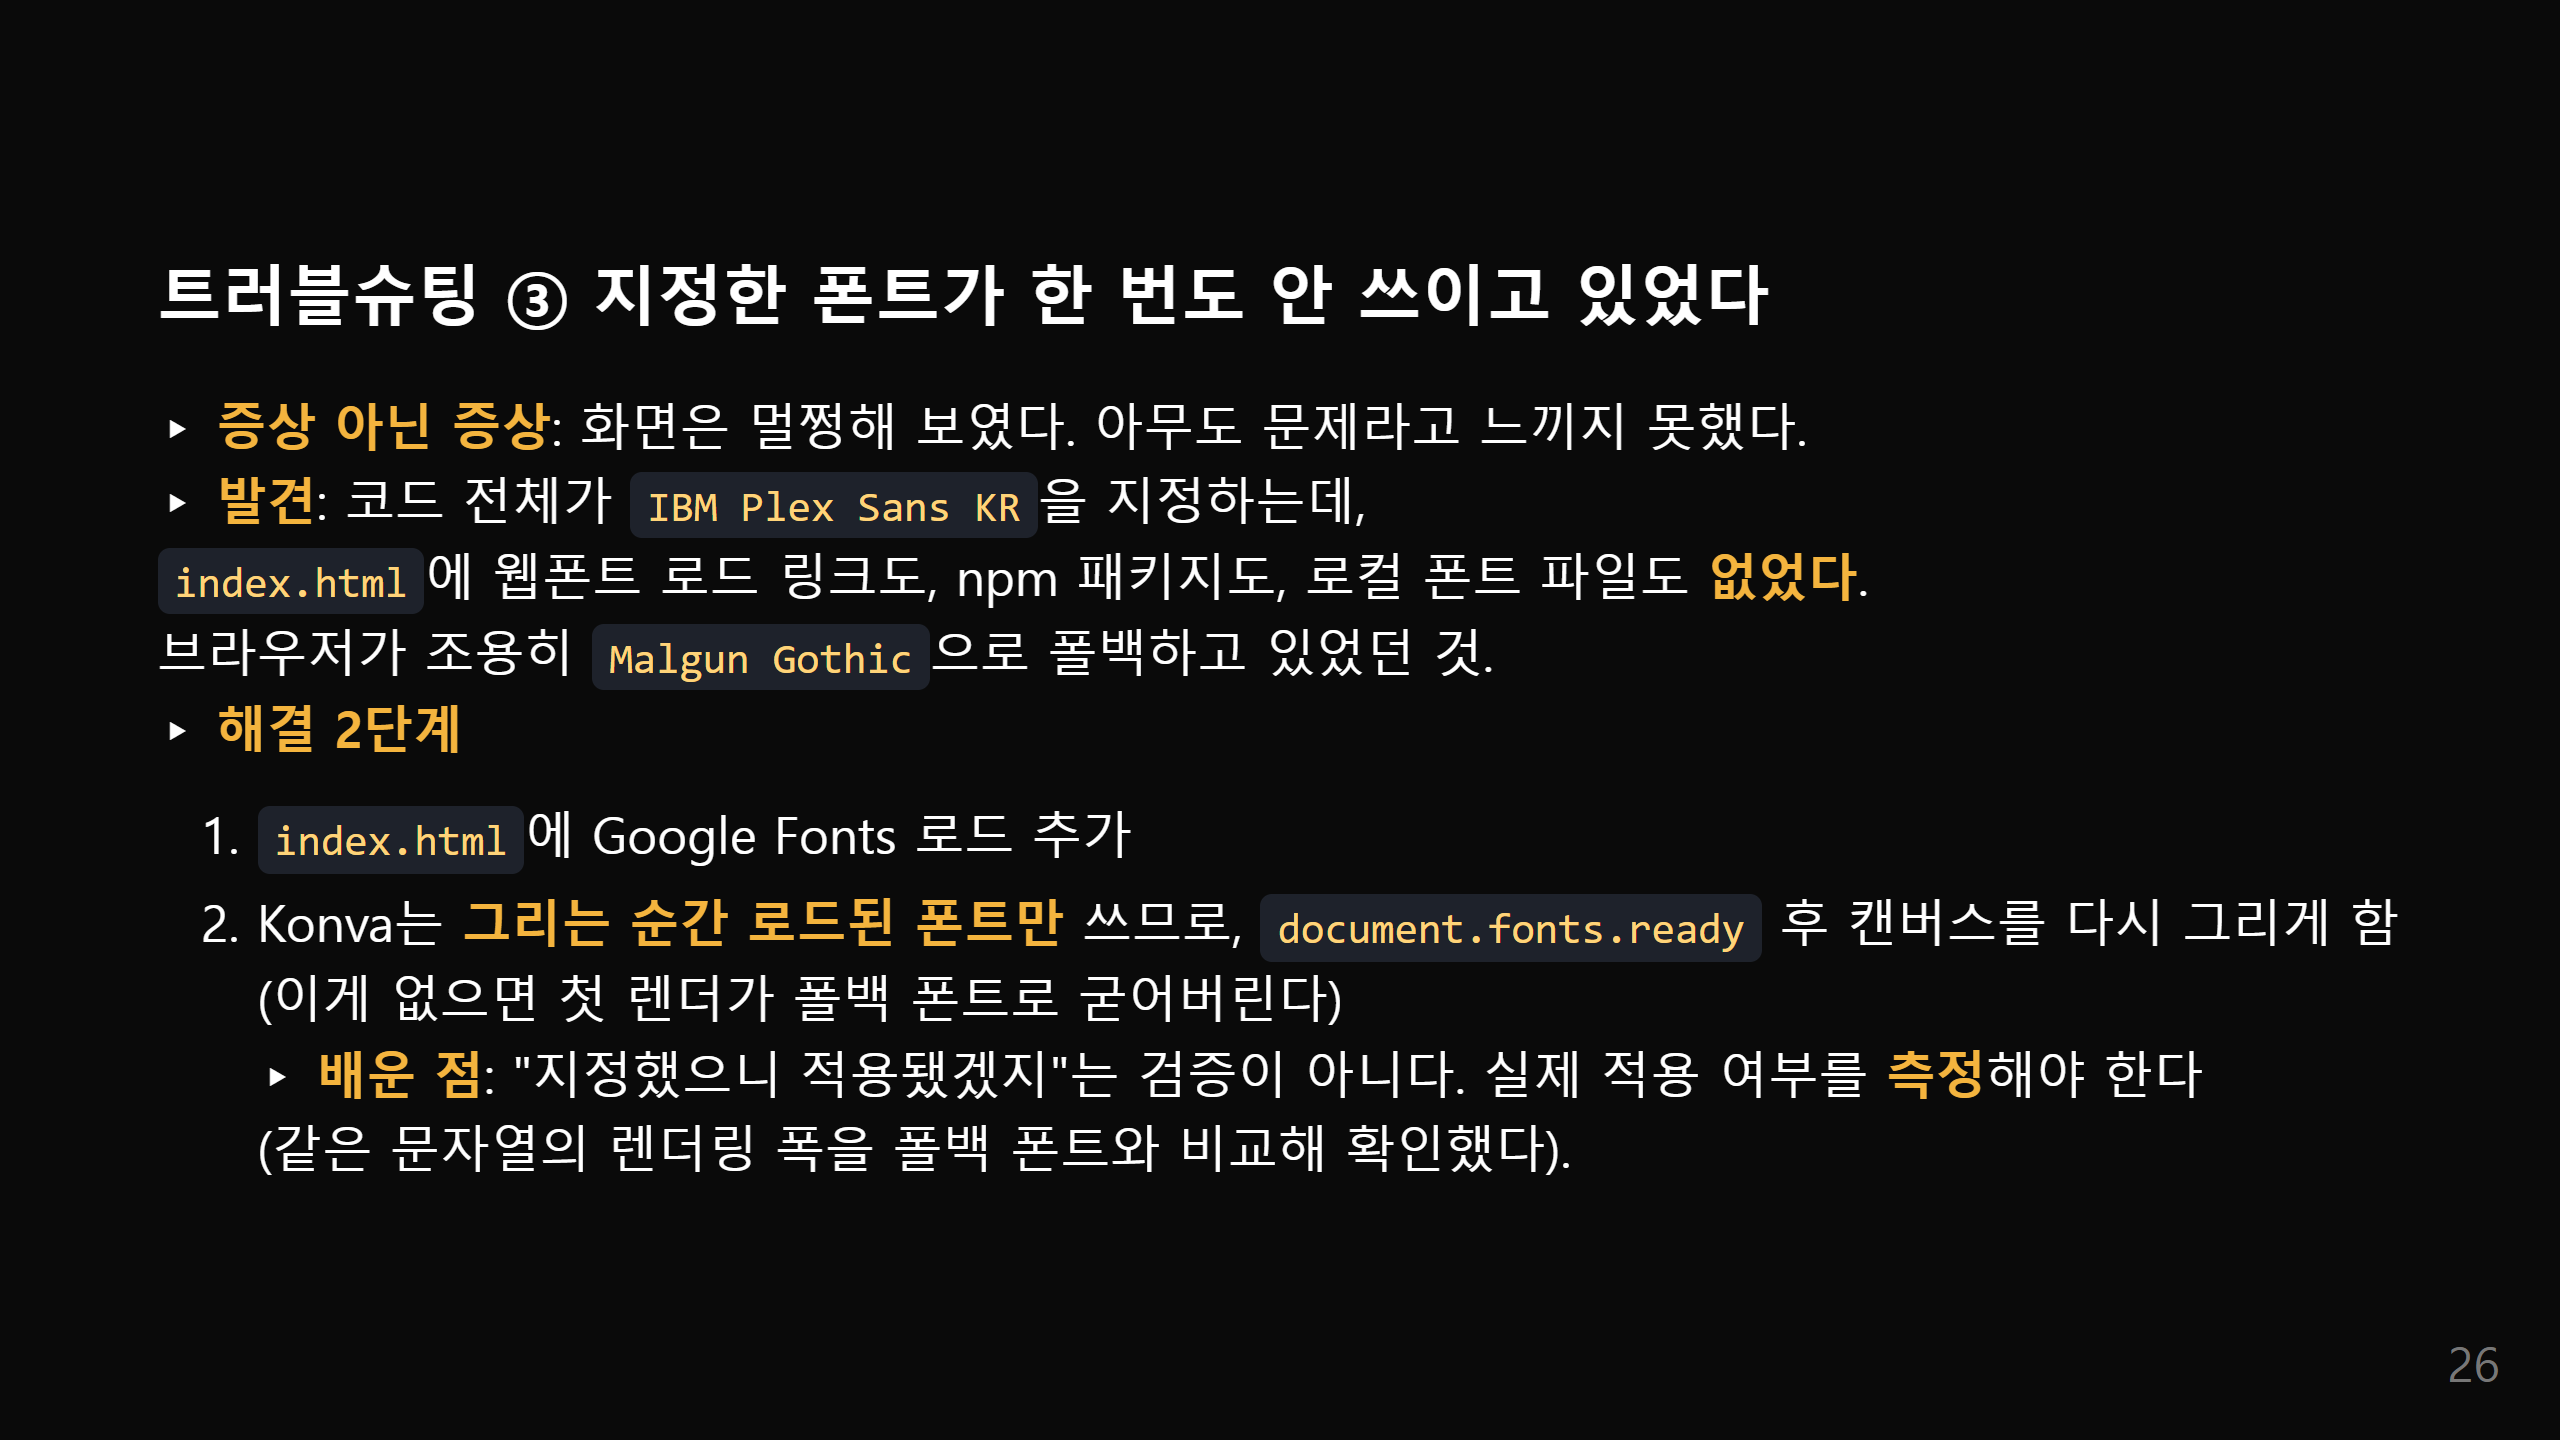 트러블슈팅 ③ 지정한 폰트가 한 번도 안 쓰이고 있었다
▸ 증상 아닌 증상: 화면은 멀쩡해 보였다. 아무도 문제라고 느끼지 못했다.
▸ 발견: 코드 전체가 IBM Plex Sans KR을 지정하는데,
index.html에 웹폰트 로드 링크도, npm 패키지도, 로컬 폰트 파일도 없었다.
브라우저가 조용히 Malgun Gothic으로 폴백하고 있었던 것.
▸ 해결 2단계
1. index.html에 Google Fonts 로드 추가
2. Konva는 그리는 순간 로드된 폰트만 쓰므로, document.fonts.ready 후 캔버스를 다시 그리게 함
(이게 없으면 첫 렌더가 폴백 폰트로 굳어버린다)
▸ 배운 점: "지정했으니 적용됐겠지"는 검증이 아니다. 실제 적용 여부를 측정해야 한다
(같은 문자열의 렌더링 폭을 폴백 폰트와 비교해 확인했다).
26